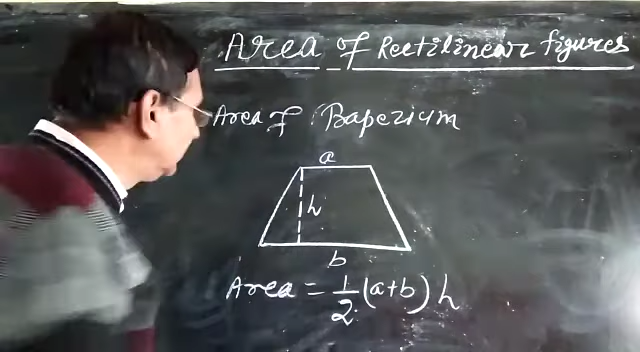 Area of Rectilinear figures
Area of Trapezium
a
h
b
Area = 1/2 (a+b) h